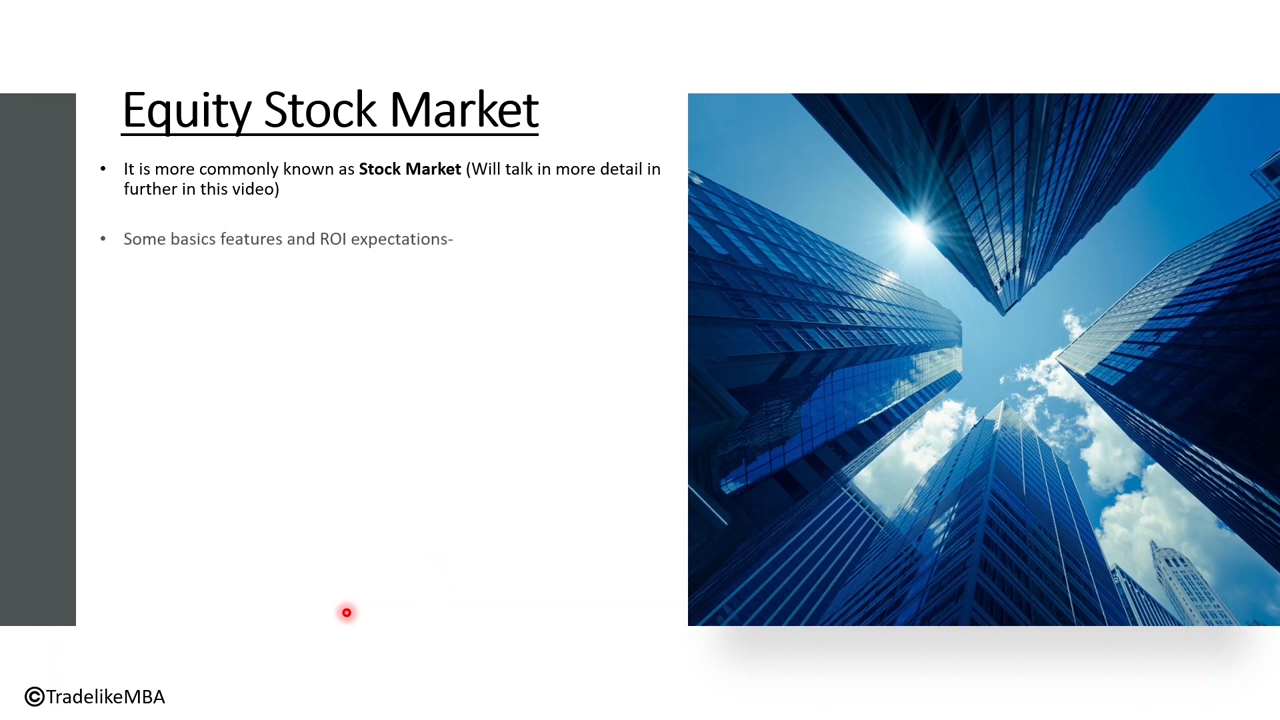 Equity Stock Market
• It is more commonly known as Stock Market (Will talk in more detail in
further in this video)
• Some basics features and ROI expectations-
©TradelikeMBA